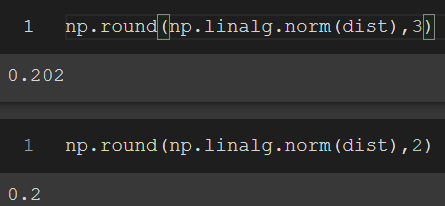 1 np.round(np.linalg.norm(dist),3)
0.202
1 np.round(np.linalg.norm(dist),2)
0.2